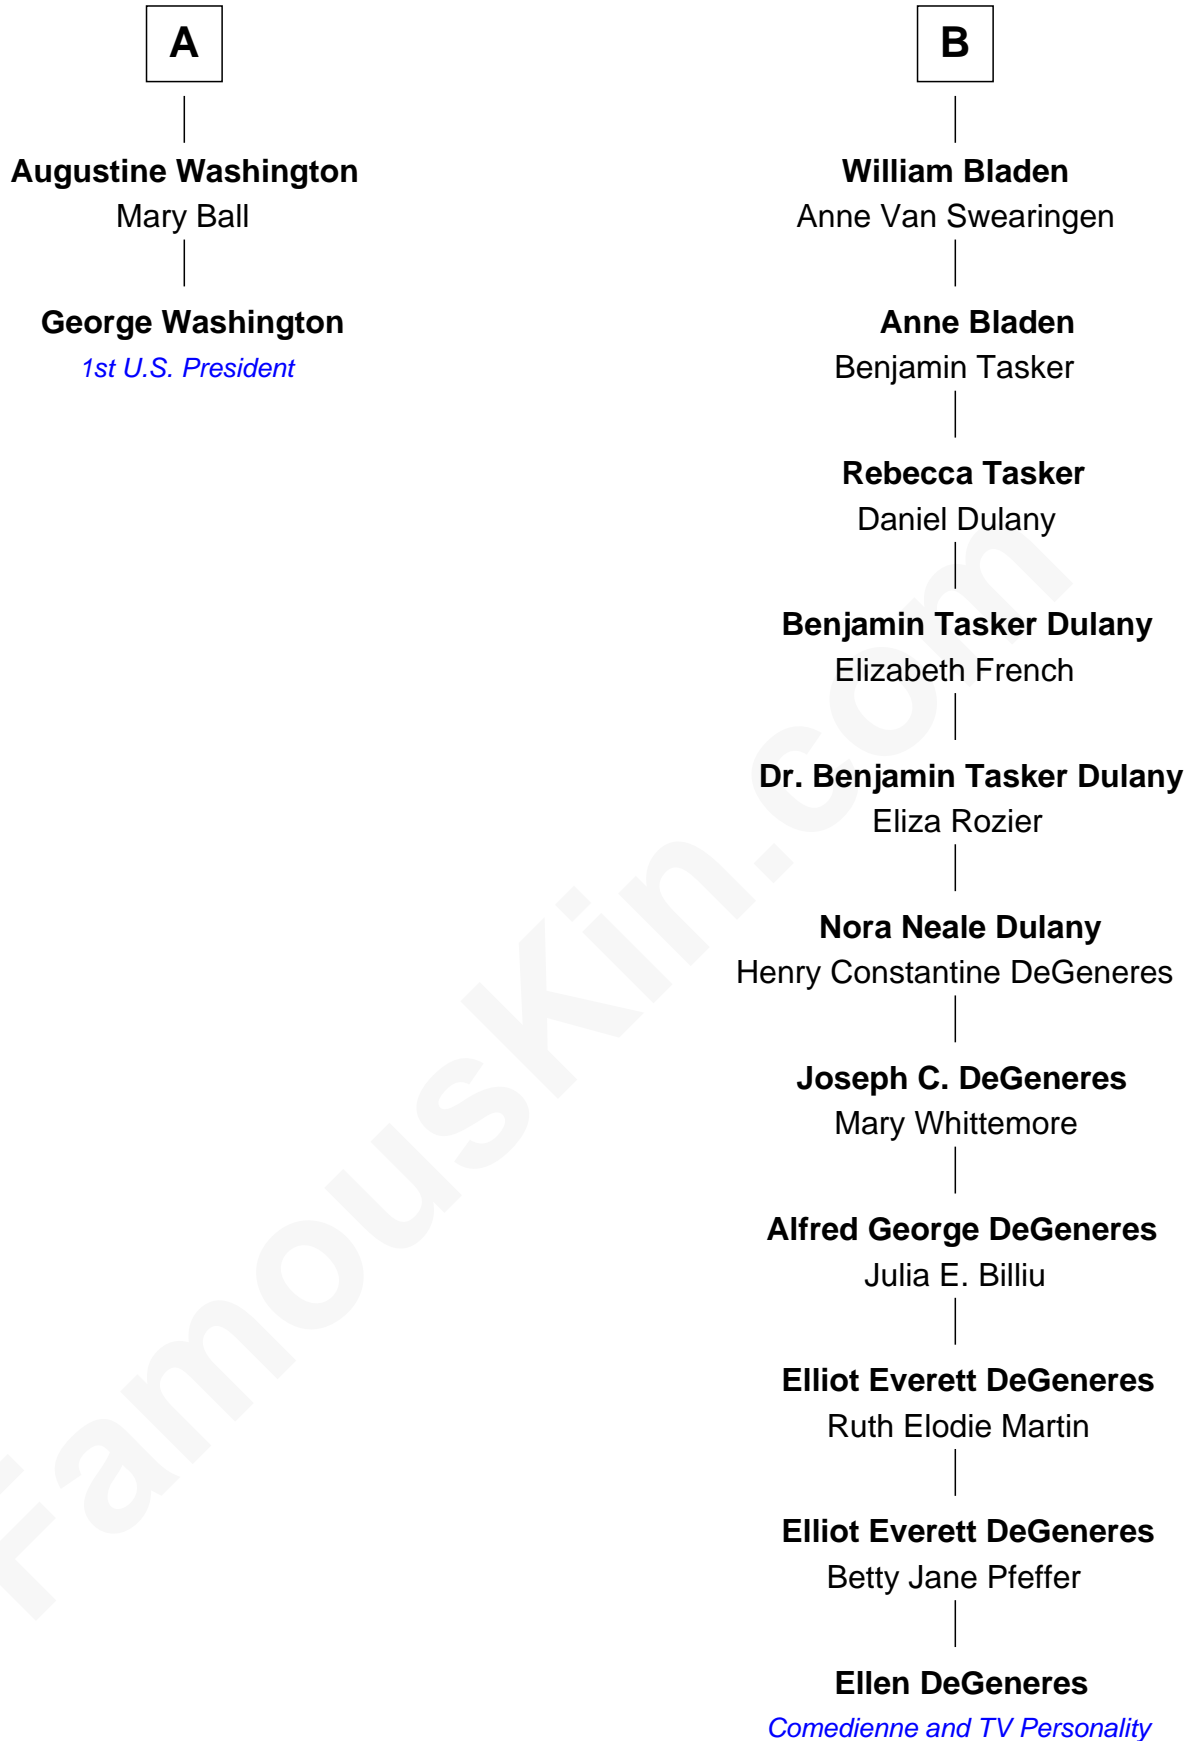 A
Augustine Washington
Mary Ball
George Washington
1st U.S. President
B
William Bladen
Anne Van Swearingen
Anne Bladen
Benjamin Tasker
Rebecca Tasker
Daniel Dulany
Benjamin Tasker Dulany
Elizabeth French
Dr. Benjamin Tasker Dulany
Eliza Rozier
Nora Neale Dulany
Henry Constantine DeGeneres
Joseph C. DeGeneres
Mary Whittemore
Alfred George DeGeneres
Julia E. Billiu
Elliot Everett DeGeneres
Ruth Elodie Martin
Elliot Everett DeGeneres
Betty Jane Pfeffer
Ellen DeGeneres
Comedienne and TV Personality
FamousKin.com